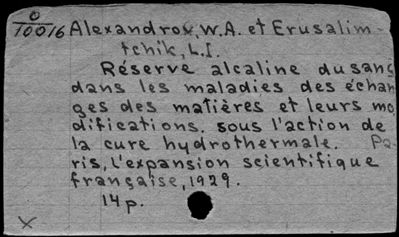 0
10016 Alexandrov, W.A. et Erusalim-
tchik, L.I.
Réserve alcaline du sang
dans les maladies des échan
ges des matières et leurs mo
difications. sous l'action de
la cure hydrothermale. Pa-
ris, L'expansion scientifique
française, 1929.
14 p.
x